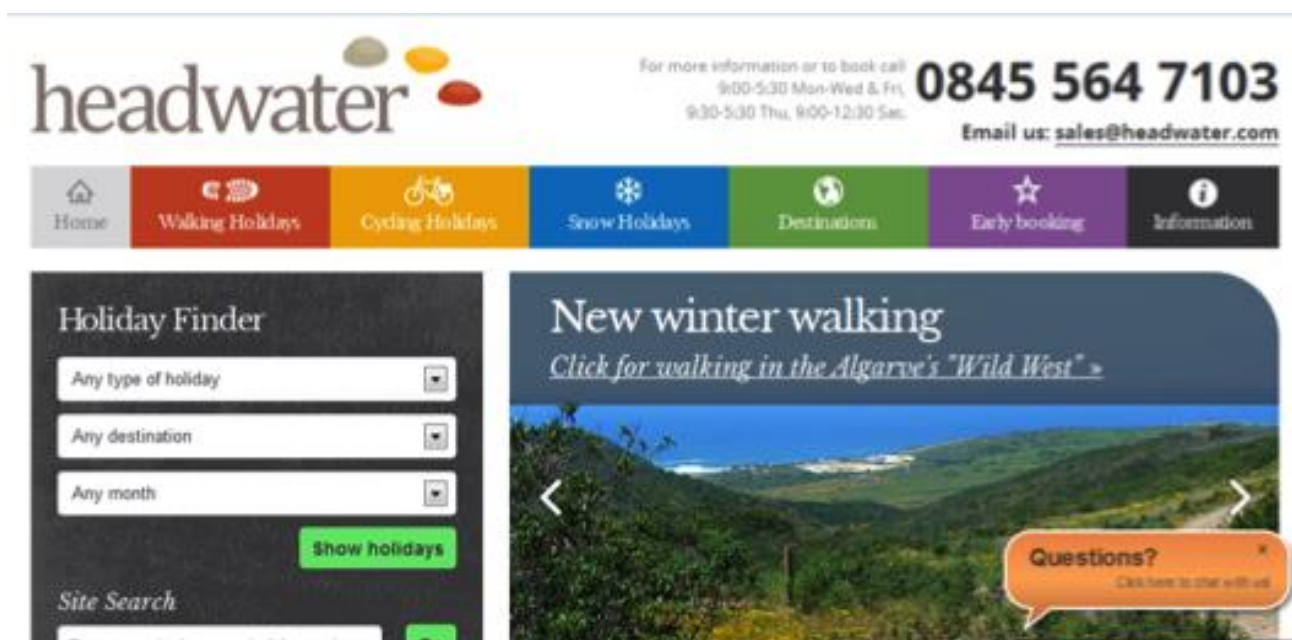 headwater
For more information or to book call
9:00-5:30 Mon-Wed & Fri,
9:30-5:30 Thu, 9:00-12:30 Sat.
0845 564 7103
Email us: sales@headwater.com
Home
Walking Holidays
Cycling Holidays
Snow Holidays
Destinations
Early booking
Information
Holiday Finder
Any type of holiday
Any destination
Any month
Show holidays
Site Search
New winter walking
Click for walking in the Algarve's "Wild West" »
Questions?
×
Click here to chat with us!